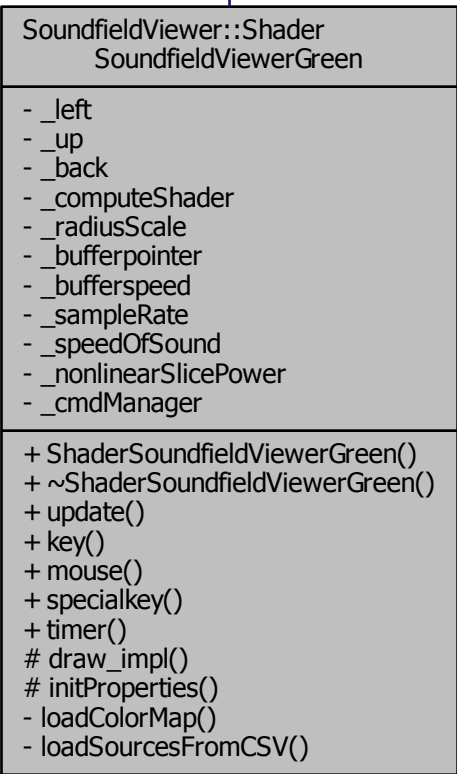 SoundfieldViewer::Shader
SoundfieldViewerGreen
- _left
- _up
- _back
- _computeShader
- _radiusScale
- _bufferpointer
- _bufferspeed
- _sampleRate
- _speedOfSound
- _nonlinearSlicePower
- _cmdManager
+ ShaderSoundfieldViewerGreen()
+ ~ShaderSoundfieldViewerGreen()
+ update()
+ key()
+ mouse()
+ specialkey()
+ timer()
# draw_impl()
# initProperties()
- loadColorMap()
- loadSourcesFromCSV()